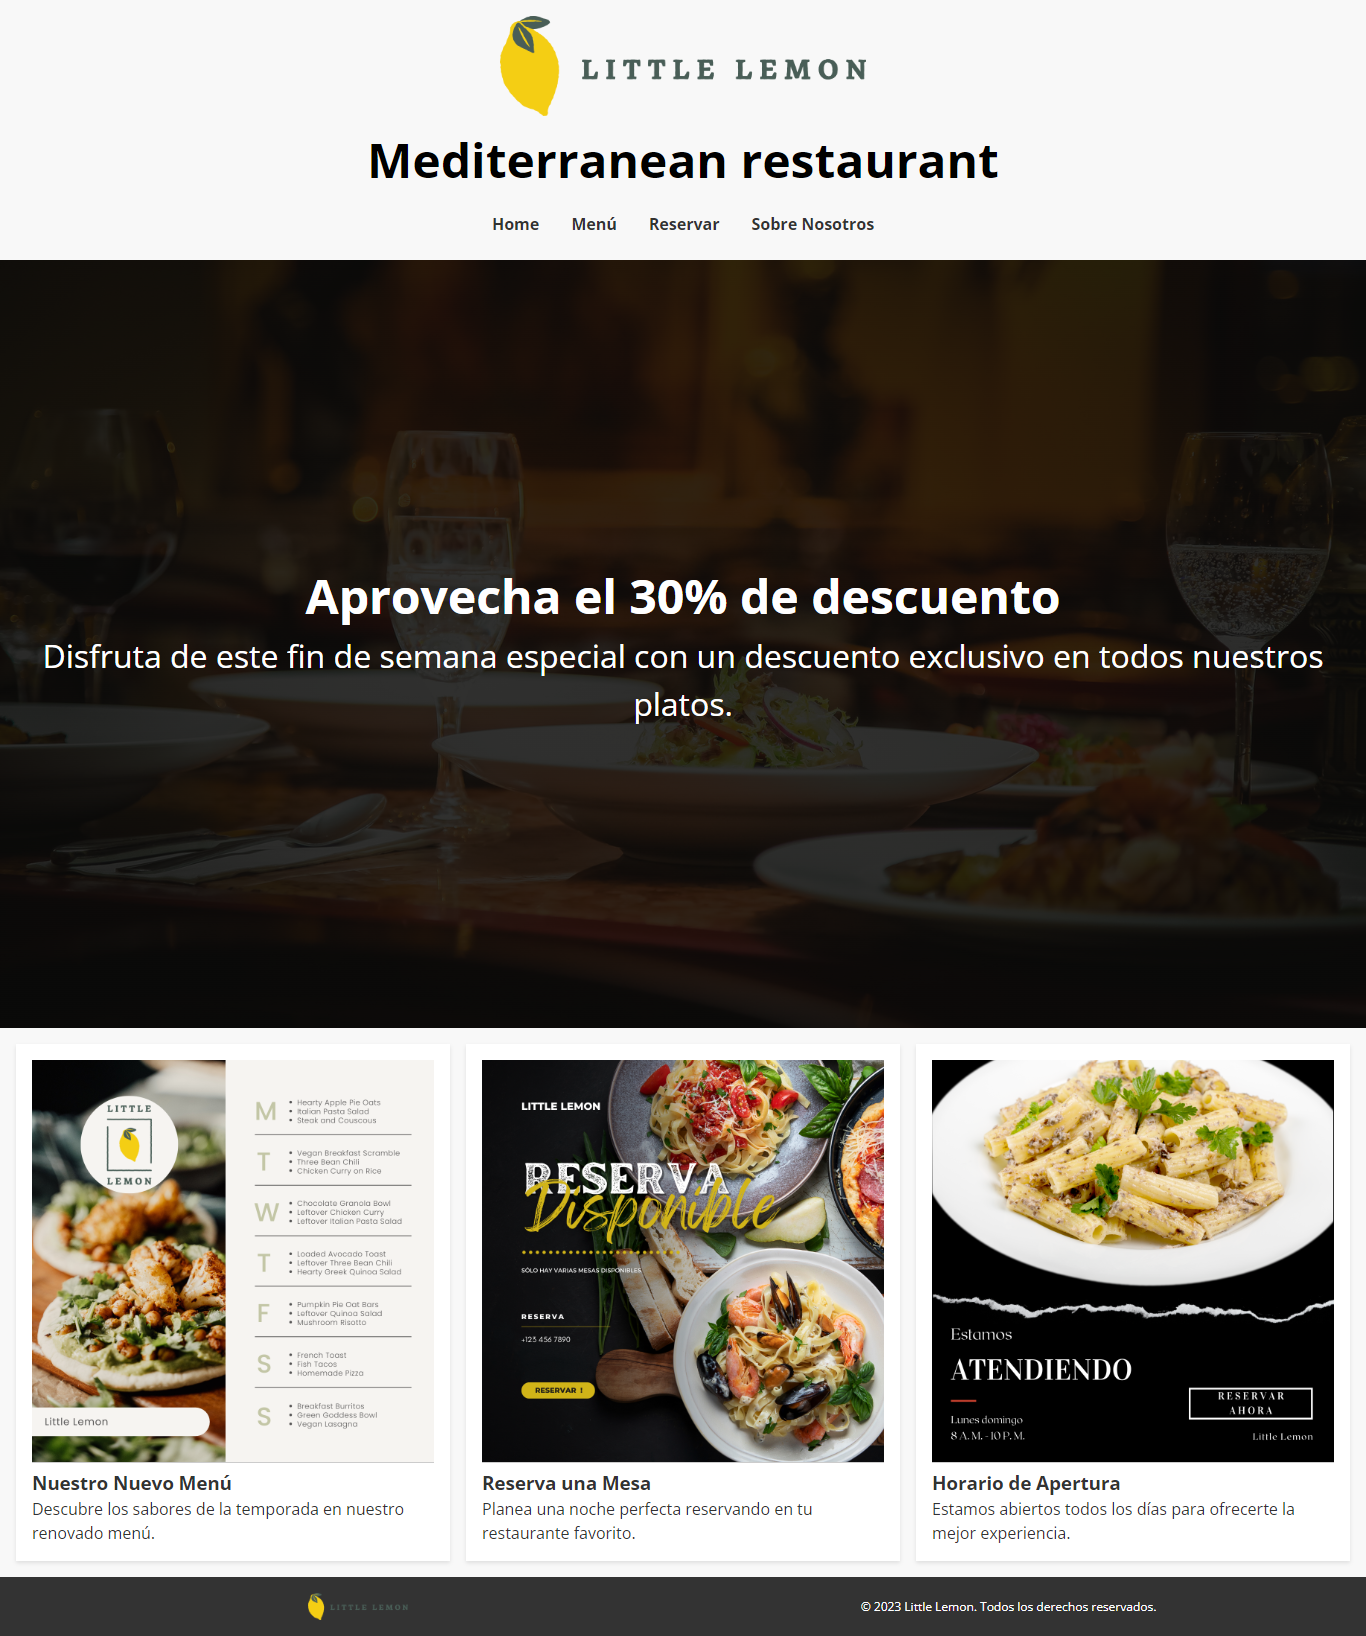 LITTLE LEMON
Mediterranean restaurant
Home Menú Reservar Sobre Nosotros
Aprovecha el 30% de descuento
Disfruta de este fin de semana especial con un descuento exclusivo en todos nuestros
platos.
LITTLE
LEMON
M
Hearty Apple Pie Oats
Italian Pasta Salad
Steak and Couscous
T
Vegan Breakfast Scramble
Three Bean Chili
Chicken Curry on Rice
W
Chocolate Granola Bowl
Leftover Chicken Curry
Leftover Italian Pasta Salad
T
Loaded Avocado Toast
Leftover Three Bean Chili
Hearty Greek Quinoa Salad
F
Pumpkin Pie Oat Bars
Leftover Quinoa Salad
Mushroom Risotto
S
French Toast
Fish Tacos
Homemade Pizza
S
Breakfast Burritos
Green Goddess Bowl
Vegan Lasagna
Little Lemon
Nuestro Nuevo Menú
Descubre los sabores de la temporada en nuestro
renovado menú.
LITTLE LEMON
RESERVA
Disponible
SÓLO HAY VARIAS MESAS DISPONIBLES.
RESERVA
+123 456 7890
RESERVAR !
Reserva una Mesa
Planea una noche perfecta reservando en tu
restaurante favorito.
Estamos
ATENDIENDO
Lunes domingo
8 A.M. - 10 P.M.
RESERVAR
AHORA
Little Lemon
Horario de Apertura
Estamos abiertos todos los días para ofrecerte la
mejor experiencia.
LITTLE LEMON
© 2023 Little Lemon. Todos los derechos reservados.